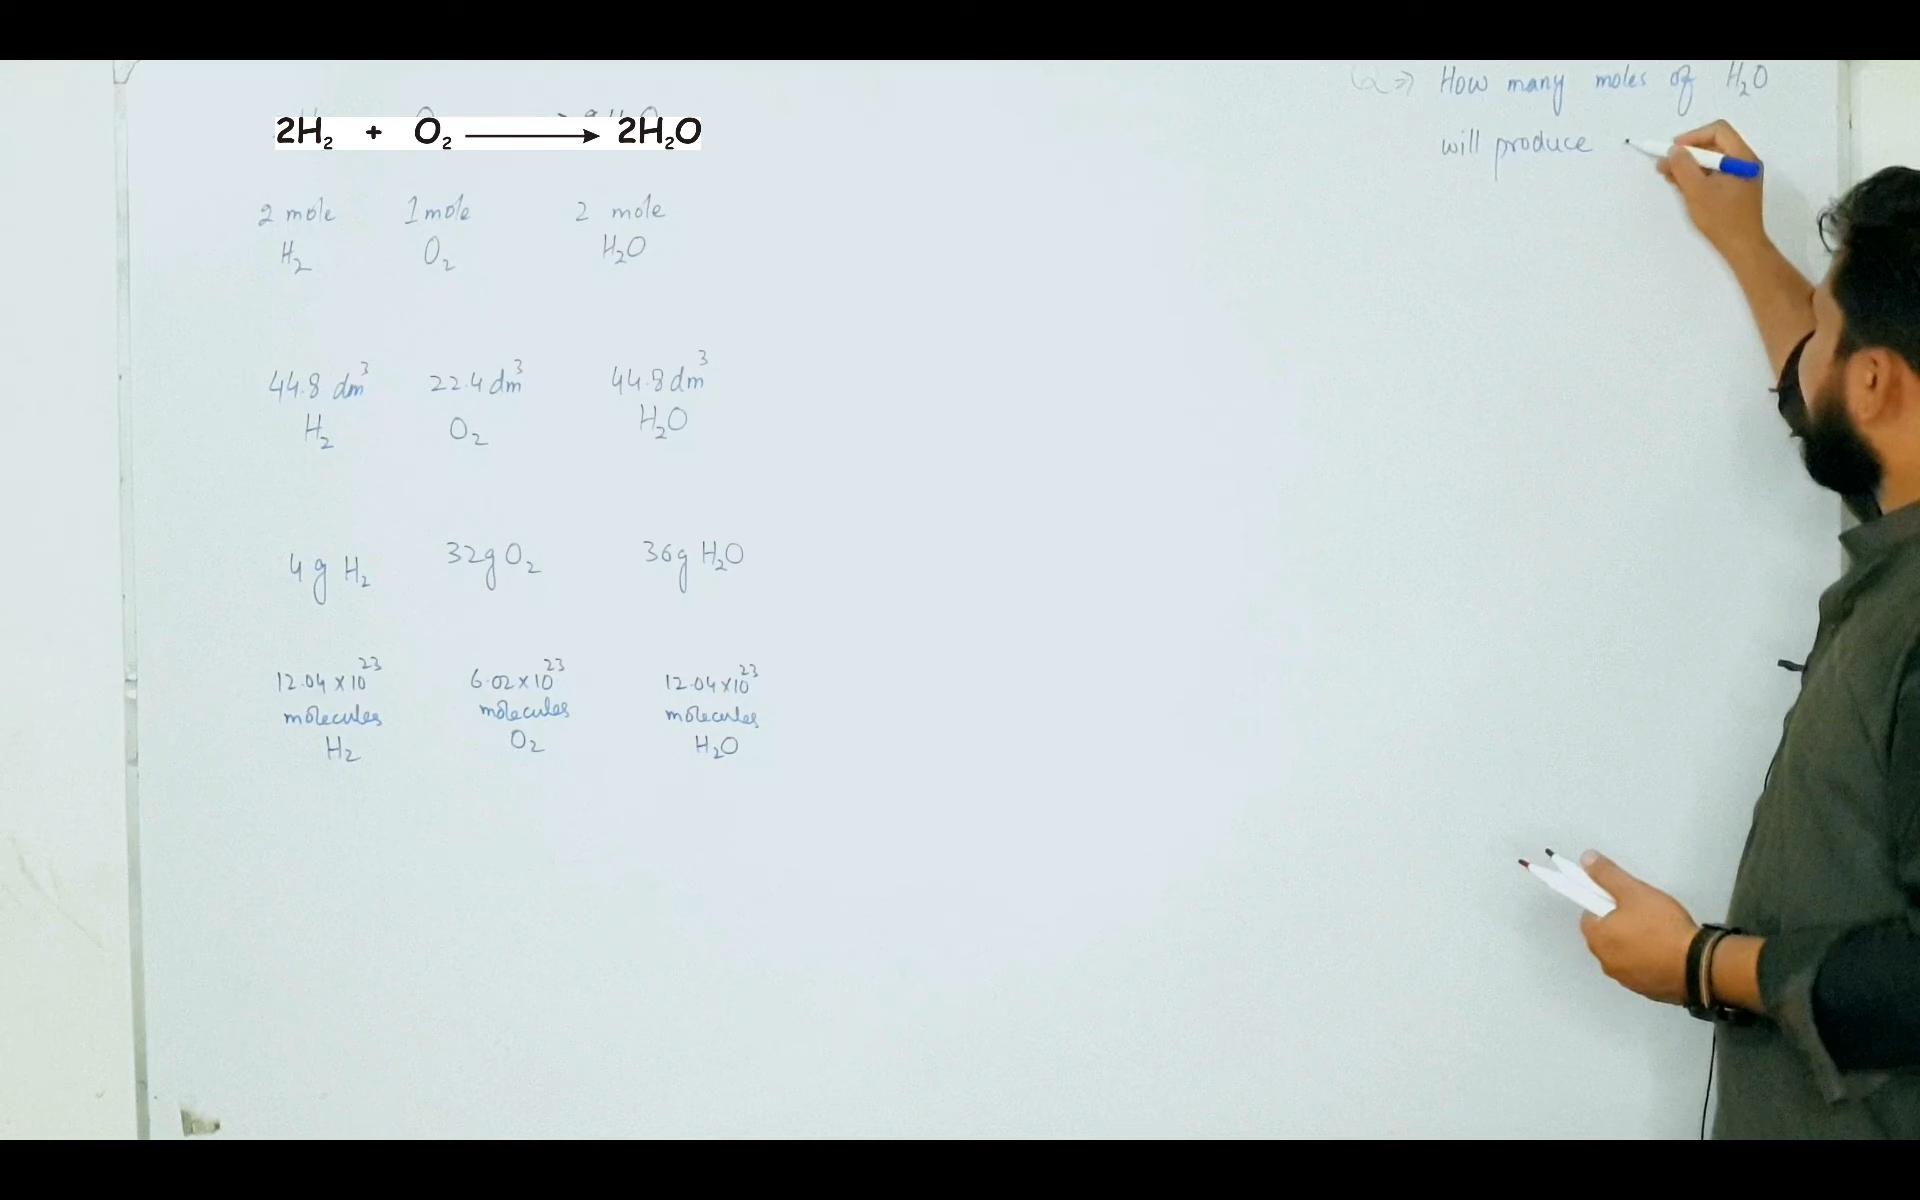 2H₂ + O₂ ⟶ 2H₂O
2 mole 1 mole 2 mole
H₂ O₂ H₂O
44.8 dm³ 22.4 dm³ 44.8 dm³
H₂ O₂ H₂O
4 g H₂ 32g O₂ 36g H₂O
12.04 × 10²³ 6.02 × 10²³ 12.04 × 10²³
molecules molecules molecules
H₂ O₂ H₂O
Q ⇒ How many moles of H₂O
will produce